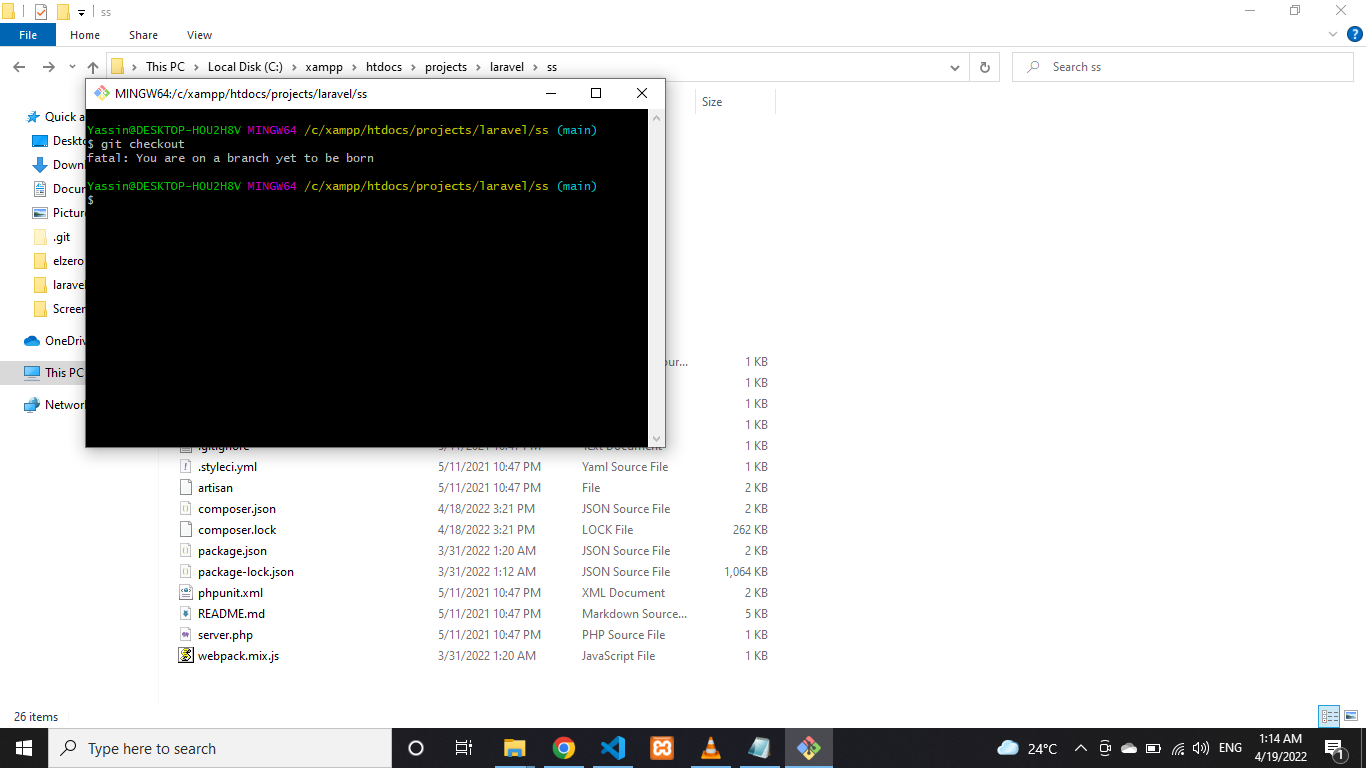 ss
File Home Share View
This PC Local Disk (C:) xampp htdocs projects laravel ss
Search ss
MINGW64:/c/xampp/htdocs/projects/laravel/ss
Size
Yassin@DESKTOP-HOU2H8V MINGW64 /c/xampp/htdocs/projects/laravel/ss (main)
$ git checkout
fatal: You are on a branch yet to be born
Yassin@DESKTOP-HOU2H8V MINGW64 /c/xampp/htdocs/projects/laravel/ss (main)
$
Quick a
Deskto
Down
Docu
Picture
.git
elzero
laravel
Screen
OneDriv
This PC
Network
our... 1 KB
1 KB
1 KB
1 KB
.gitignore 5/11/2021 10:47 PM Text Document 1 KB
.styleci.yml 5/11/2021 10:47 PM Yaml Source File 1 KB
artisan 5/11/2021 10:47 PM File 2 KB
composer.json 4/18/2022 3:21 PM JSON Source File 2 KB
composer.lock 4/18/2022 3:21 PM LOCK File 262 KB
package.json 3/31/2022 1:20 AM JSON Source File 2 KB
package-lock.json 3/31/2022 1:12 AM JSON Source File 1,064 KB
phpunit.xml 5/11/2021 10:47 PM XML Document 2 KB
README.md 5/11/2021 10:47 PM Markdown Source... 5 KB
server.php 5/11/2021 10:47 PM PHP Source File 1 KB
webpack.mix.js 3/31/2022 1:20 AM JavaScript File 1 KB
26 items
Type here to search
24°C
ENG
1:14 AM
4/19/2022
1